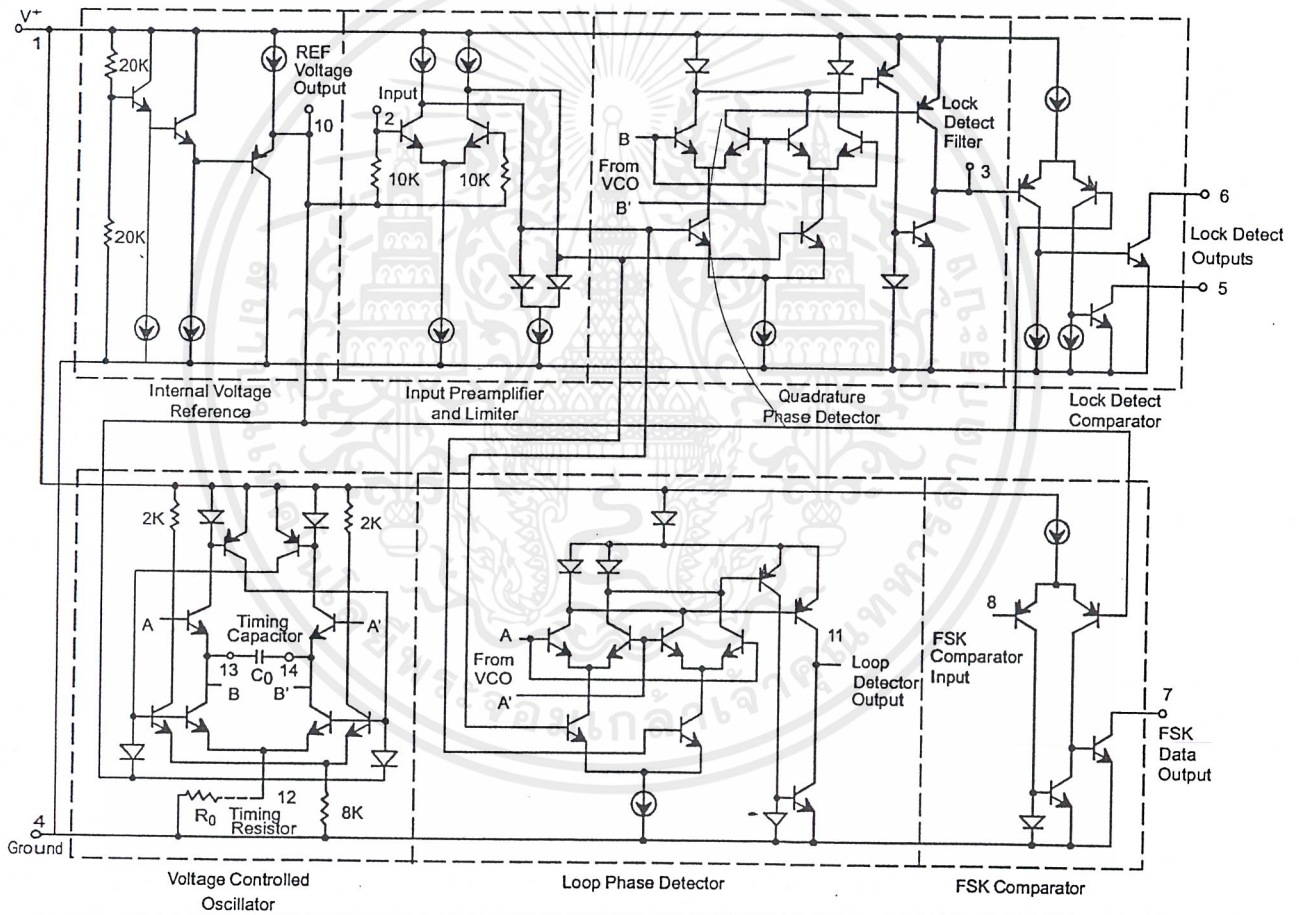 V+
1
20K
20K
REF
Voltage
Output
10
Input
2
10K
10K
B
From
VCO
B'
B
Lock
Detect
Filter
3
6
Lock Detect
Outputs
5
Internal Voltage
Reference
Input Preamplifier
and Limiter
Quadrature
Phase Detector
Lock Detect
Comparator
2K
2K
A
Timing
Capacitor
A'
13
C0
14
B
B'
12
R0
Timing
Resistor
8K
4
Ground
A
From
VCO
A'
11
Loop
Detector
Output
8
FSK
Comparator
Input
7
FSK
Data
Output
Voltage Controlled
Oscillator
Loop Phase Detector
FSK Comparator